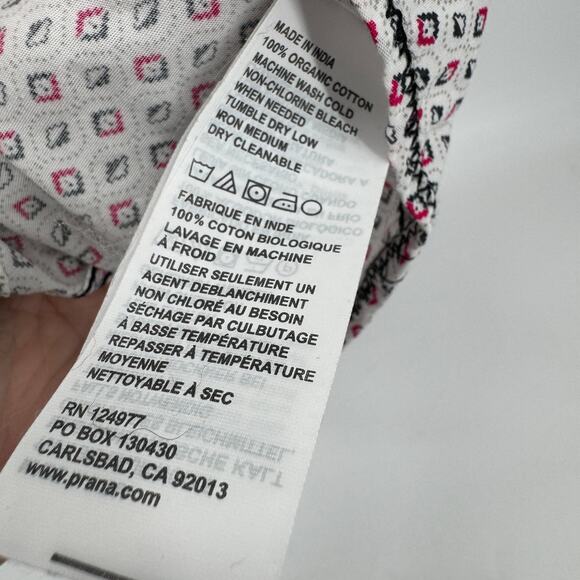 MADE IN INDIA
100% ORGANIC COTTON
MACHINE WASH COLD
NON-CHLORINE BLEACH
WHEN NEEDED
TUMBLE DRY LOW
IRON MEDIUM
DRY CLEANABLE
FABRIQUE EN INDE
100% COTON BIOLOGIQUE
LAVAGE EN MACHINE
À FROID
UTILISER SEULEMENT UN
AGENT DEBLANCHIMENT
NON CHLORÉ AU BESOIN
SÉCHAGE PAR CULBUTAGE
À BASSE TEMPÉRATURE
REPASSER À TEMPÉRATURE
MOYENNE
NETTOYABLE À SEC
RN 124977
PO BOX 130430
CARLSBAD, CA 92013
www.prana.com